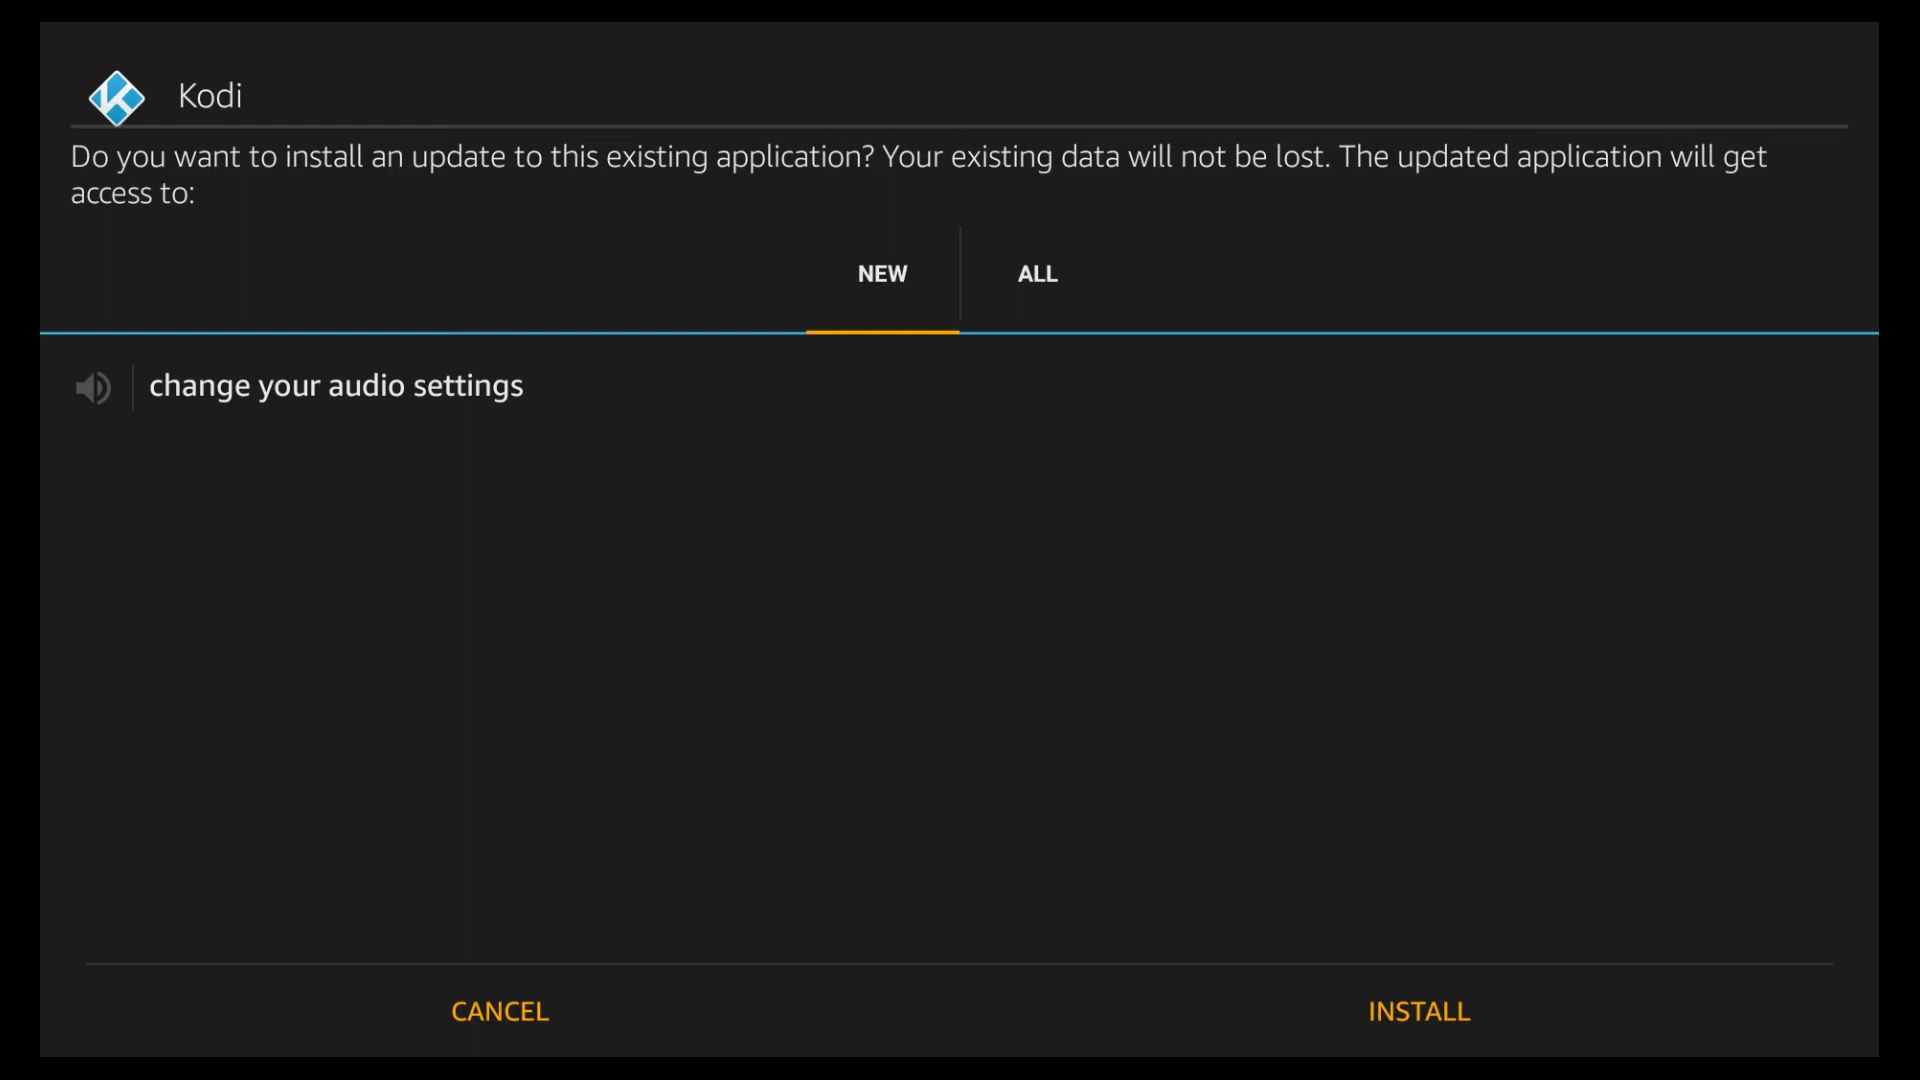 Kodi
Do you want to install an update to this existing application? Your existing data will not be lost. The updated application will get
access to:
NEW
ALL
change your audio settings
CANCEL
INSTALL